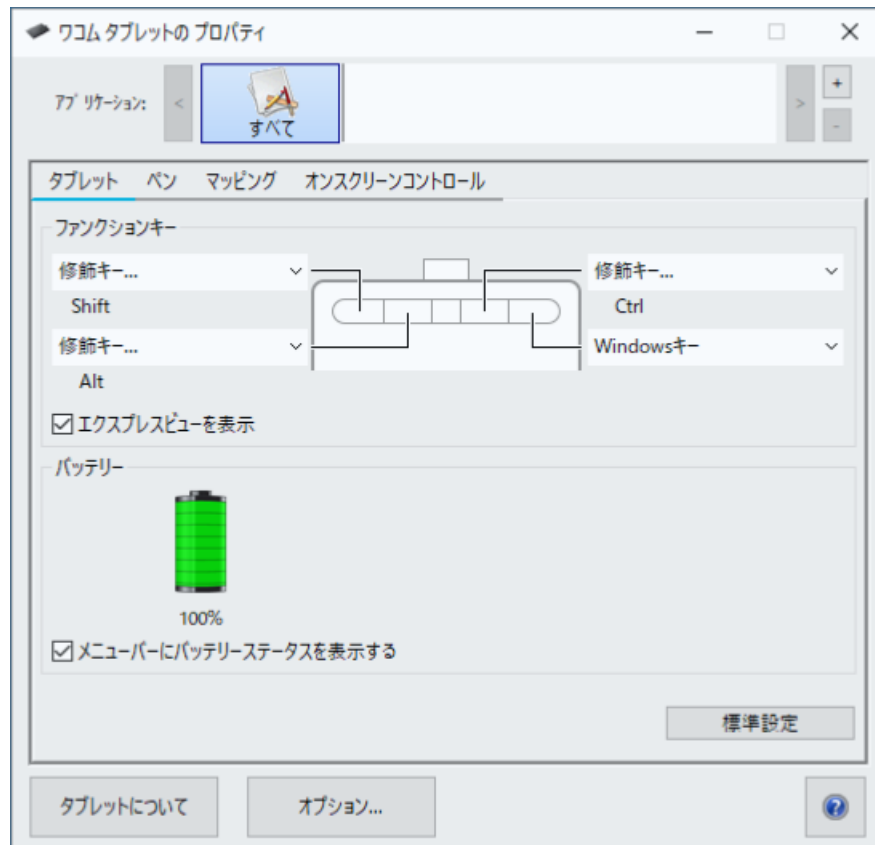 ワコム タブレットの プロパティ
アプリケーション:
<
すべて
>
+
-
タブレット ペン マッピング オンスクリーンコントロール
ファンクションキー
修飾キー... 修飾キー...
Shift Ctrl
修飾キー... Windowsキー
Alt
エクスプレスビューを表示
バッテリー
100%
メニューバーにバッテリーステータスを表示する
標準設定
タブレットについて オプション... ?